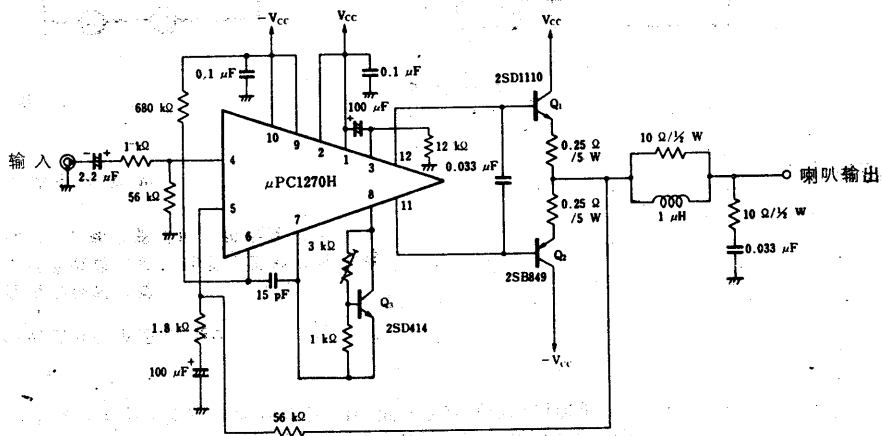 −Vcc
Vcc
Vcc
0.1 μF
0.1 μF
2SD1110
Q₁
680 kΩ
100 μF
+
10
9
2
1
3
12
12 kΩ
0.033 μF
0.25 Ω
/5 W
10 Ω/½ W
输入
−
+
1 kΩ
2.2 μF
4
μPC1270H
喇叭输出
56 kΩ
5
8
11
1 μH
0.25 Ω
/5 W
10 Ω/½ W
6
7
3 kΩ
Q₂
2SB849
0.033 μF
15 pF
Q₃
2SD414
1.8 kΩ
1 kΩ
−Vcc
100 μF
+
56 kΩ